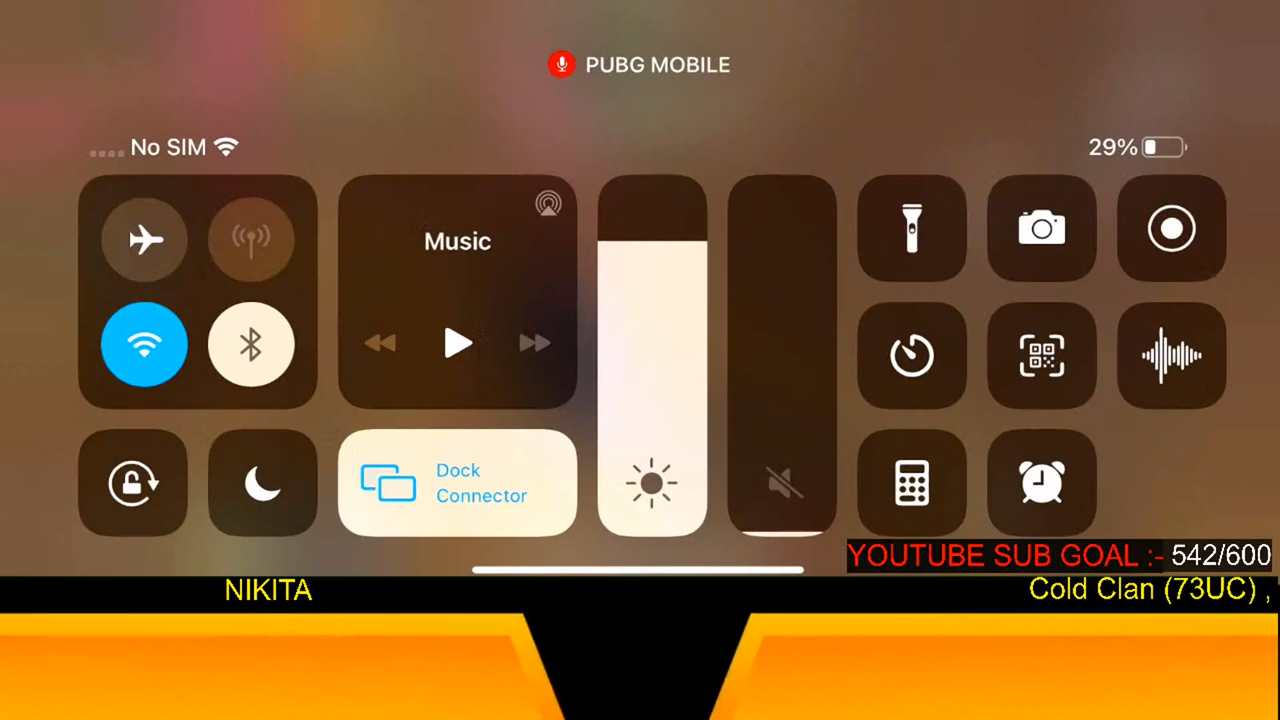 PUBG MOBILE
No SIM
29%
Music
Dock
Connector
YOUTUBE SUB GOAL :- 542/600
NIKITA
Cold Clan (73UC) ,